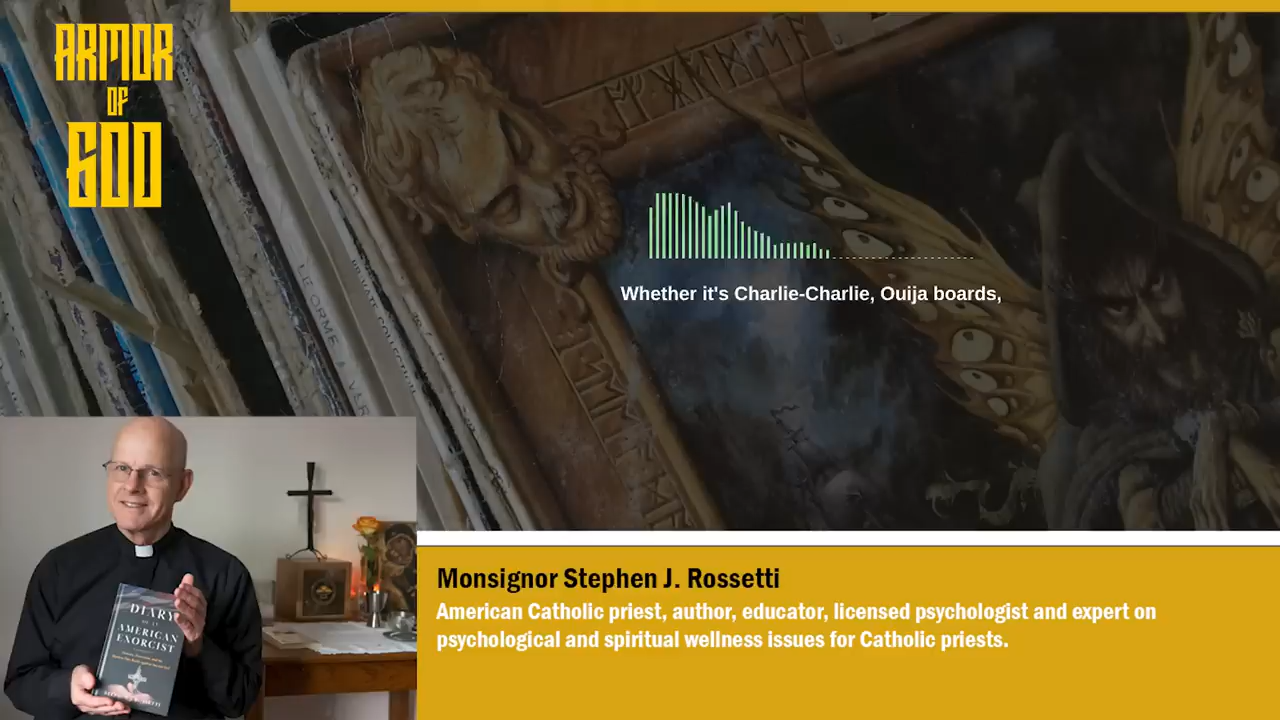 ARMOR
OF
GOD
Whether it's Charlie-Charlie, Ouija boards,
Monsignor Stephen J. Rossetti
American Catholic priest, author, educator, licensed psychologist and expert on
psychological and spiritual wellness issues for Catholic priests.
DIARY
OF AN
AMERICAN
EXORCIST